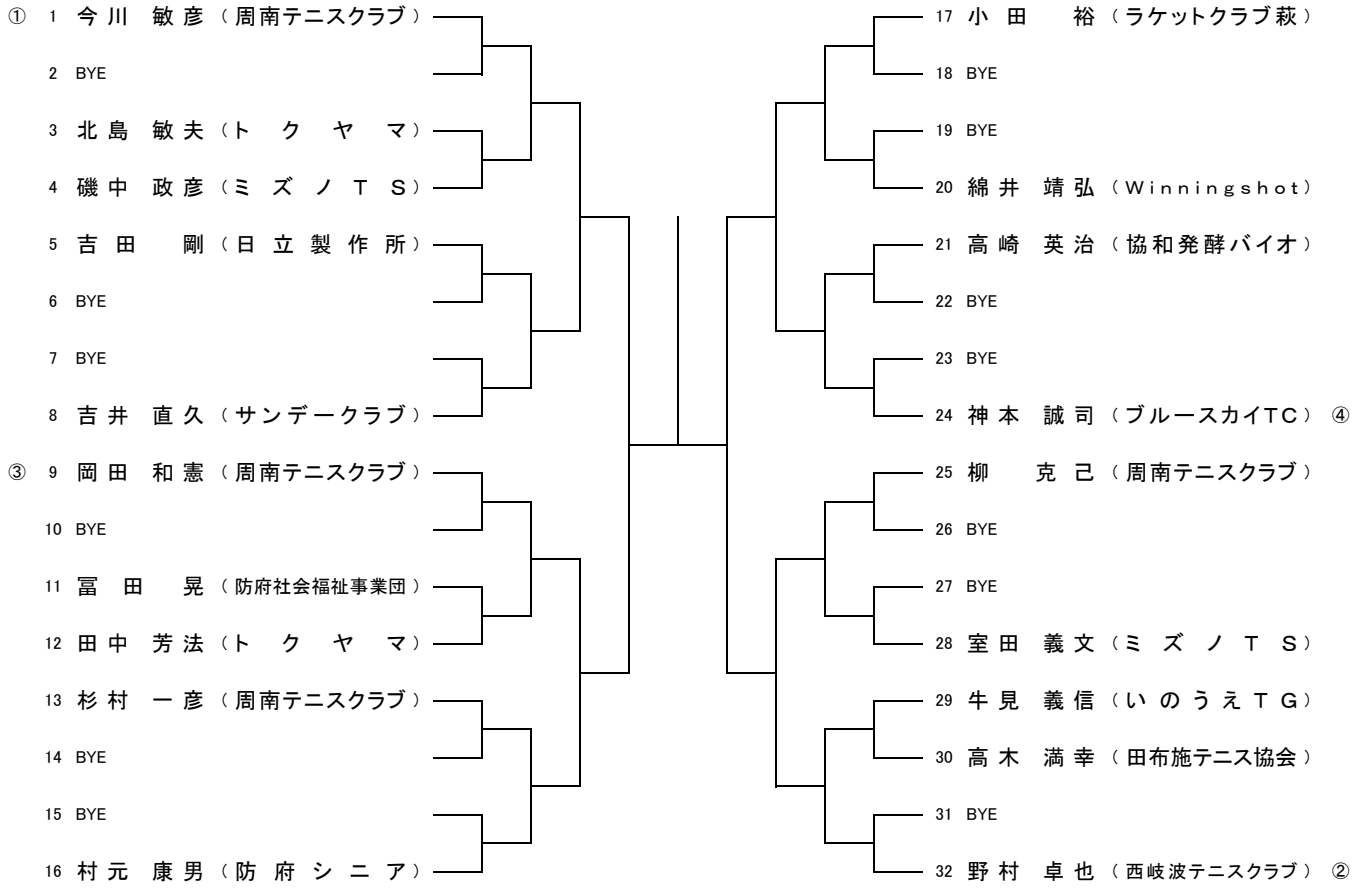 ① 1 今川 敏彦 (周南テニスクラブ)
2 BYE
3 北島 敏夫 (トクヤマ)
4 磯中 政彦 (ミズノTS)
5 吉田 剛 (日立製作所)
6 BYE
7 BYE
8 吉井 直久 (サンデークラブ)
③ 9 岡田 和憲 (周南テニスクラブ)
10 BYE
11 冨田 晃 (防府社会福祉事業団)
12 田中 芳法 (トクヤマ)
13 杉村 一彦 (周南テニスクラブ)
14 BYE
15 BYE
16 村元 康男 (防府シニア)
17 小田 裕 (ラケットクラブ萩)
18 BYE
19 BYE
20 綿井 靖弘 (Winningshot)
21 高崎 英治 (協和発酵バイオ)
22 BYE
23 BYE
24 神本 誠司 (ブルースカイTC) ④
25 柳 克己 (周南テニスクラブ)
26 BYE
27 BYE
28 室田 義文 (ミズノTS)
29 牛見 義信 (いのうえTG)
30 高木 満幸 (田布施テニス協会)
31 BYE
32 野村 卓也 (西岐波テニスクラブ) ②